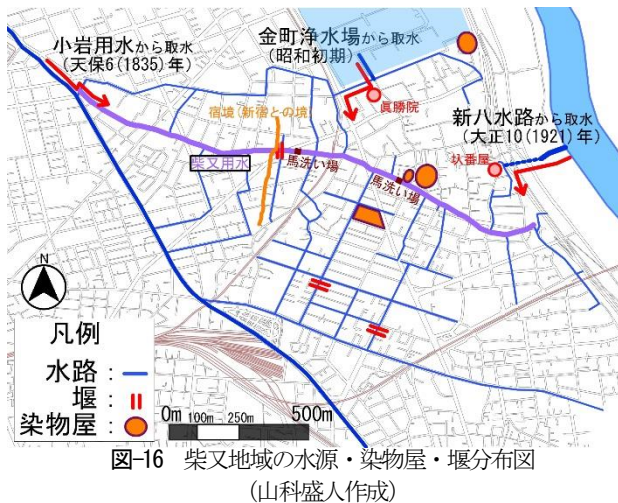 小岩用水から取水
(天保6(1835)年)
金町浄水場から取水
(昭和初期)
眞勝院
新八水路から取水
(大正10(1921)年)
宿境(新宿との境)
圦番屋
柴又用水
馬洗い場
馬洗い場
N
凡例
水路：
堰：
染物屋：
0m 100m 250m 500m
図-16 柴又地域の水源・染物屋・堰分布図
(山科盛人作成)